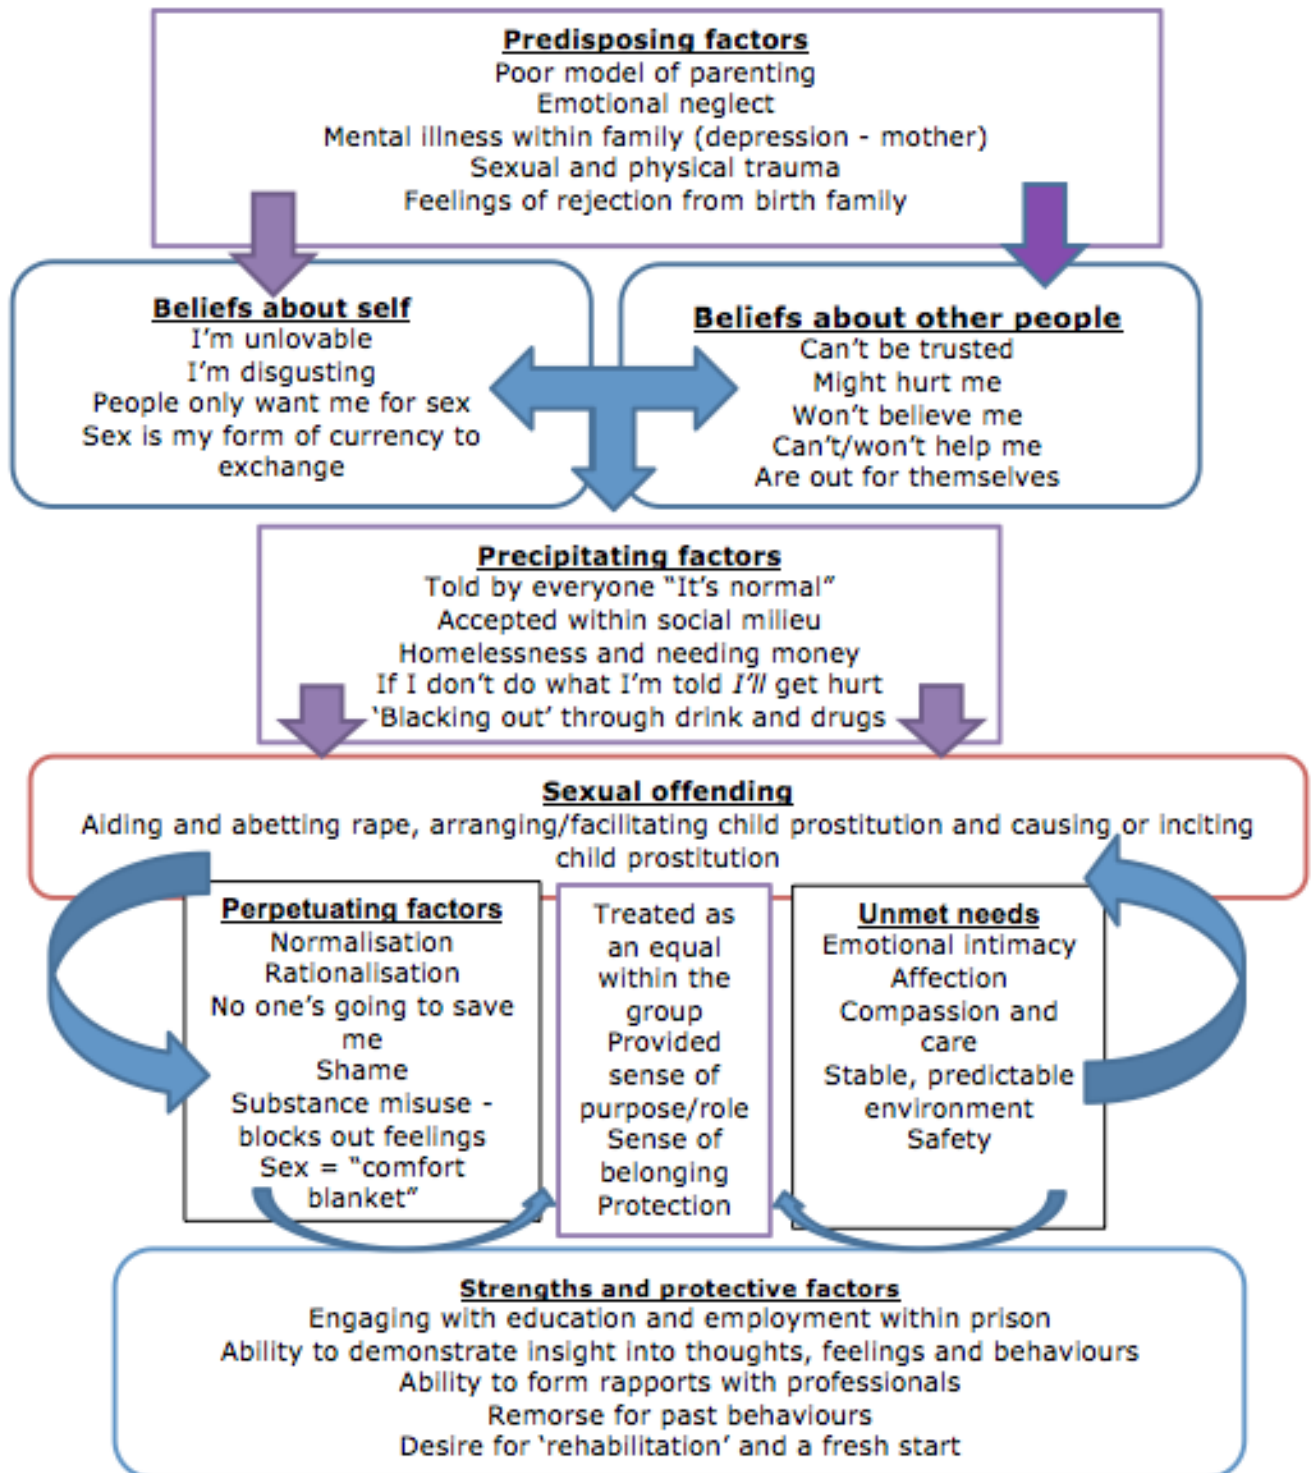 Predisposing factors
Poor model of parenting
Emotional neglect
Mental illness within family (depression - mother)
Sexual and physical trauma
Feelings of rejection from birth family
Beliefs about self
I'm unlovable
I'm disgusting
People only want me for sex
Sex is my form of currency to
exchange
Beliefs about other people
Can't be trusted
Might hurt me
Won't believe me
Can't/won't help me
Are out for themselves
Precipitating factors
Told by everyone “It's normal”
Accepted within social milieu
Homelessness and needing money
If I don't do what I'm told I'll get hurt
‘Blacking out’ through drink and drugs
Sexual offending
Aiding and abetting rape, arranging/facilitating child prostitution and causing or inciting
child prostitution
Perpetuating factors
Normalisation
Rationalisation
No one's going to save
me
Shame
Substance misuse -
blocks out feelings
Sex = “comfort
blanket”
Treated as
an equal
within the
group
Provided
sense of
purpose/role
Sense of
belonging
Protection
Unmet needs
Emotional intimacy
Affection
Compassion and
care
Stable, predictable
environment
Safety
Strengths and protective factors
Engaging with education and employment within prison
Ability to demonstrate insight into thoughts, feelings and behaviours
Ability to form rapports with professionals
Remorse for past behaviours
Desire for ‘rehabilitation’ and a fresh start